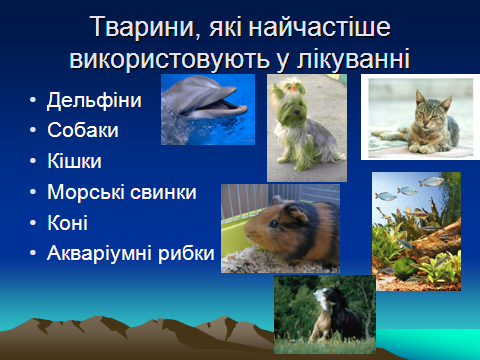 Тварини, які найчастіше
використовують у лікуванні
• Дельфіни
• Собаки
• Кішки
• Морські свинки
• Коні
• Акваріумні рибки